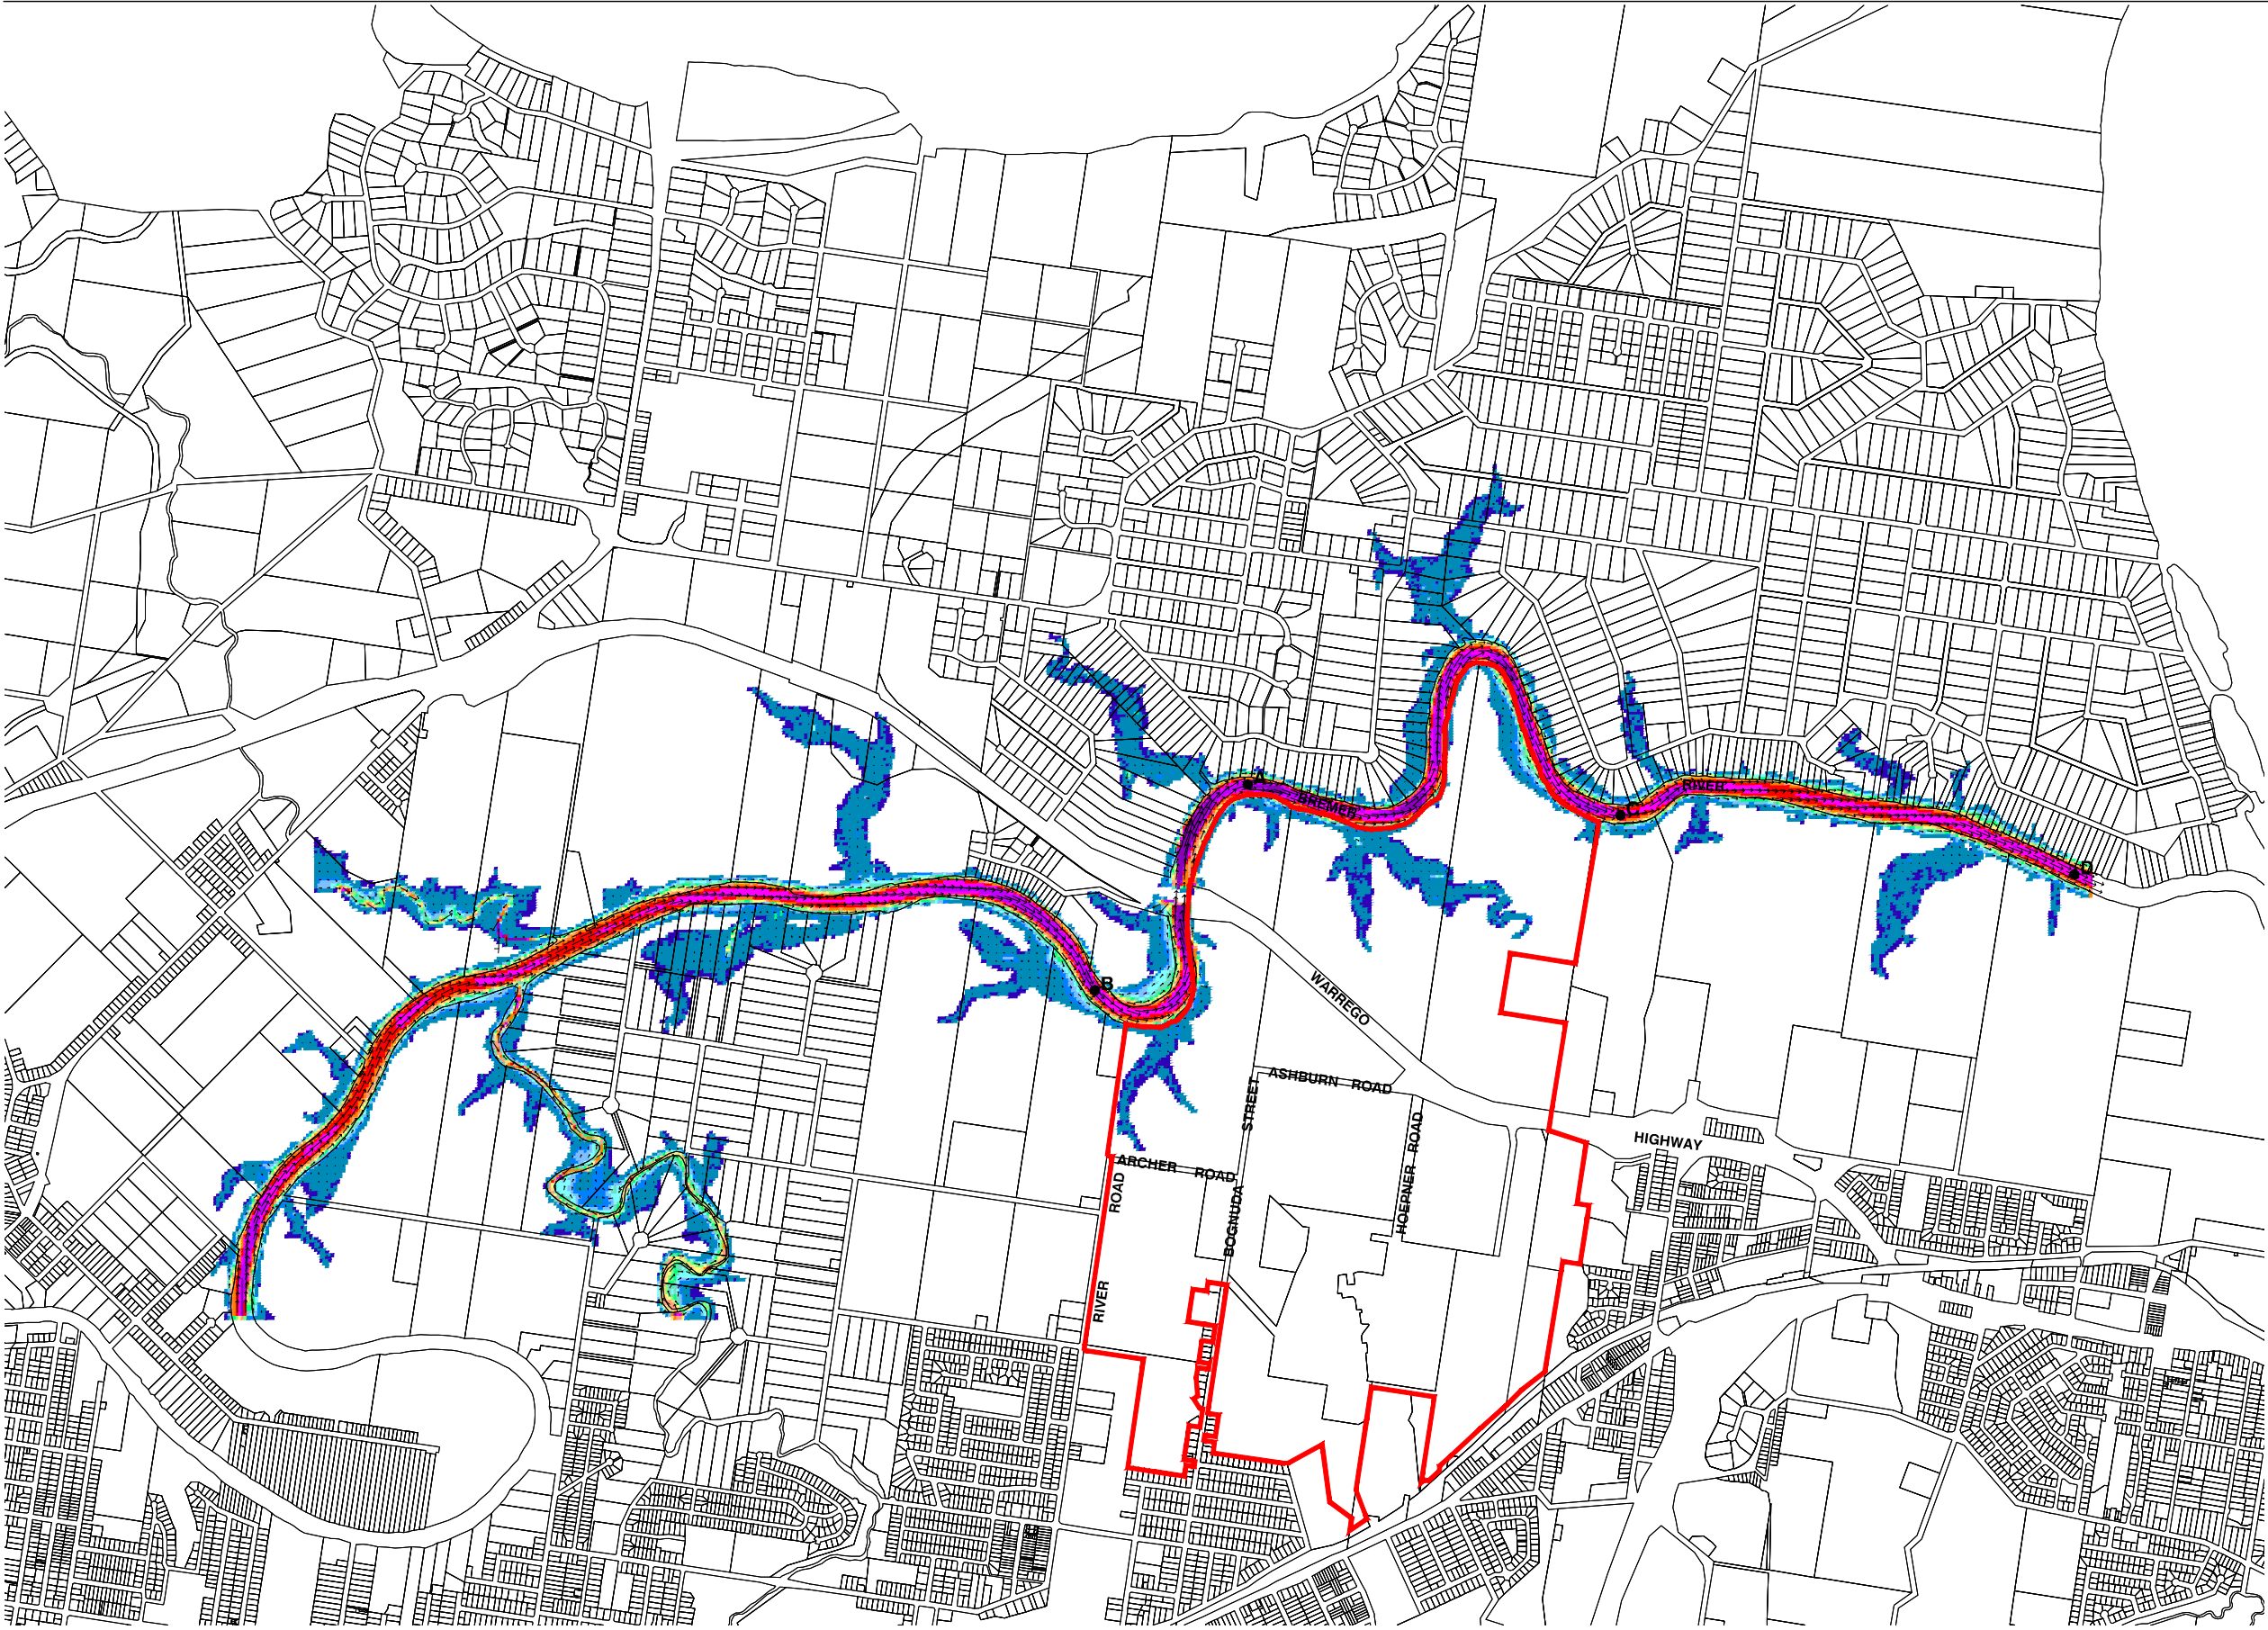 A
BREMER
C
RIVER
D
B
WARREGO
ASHBURN ROAD
STREET
HOEPNER ROAD
HIGHWAY
ARCHER ROAD
ROAD
BOGNUDA
RIVER